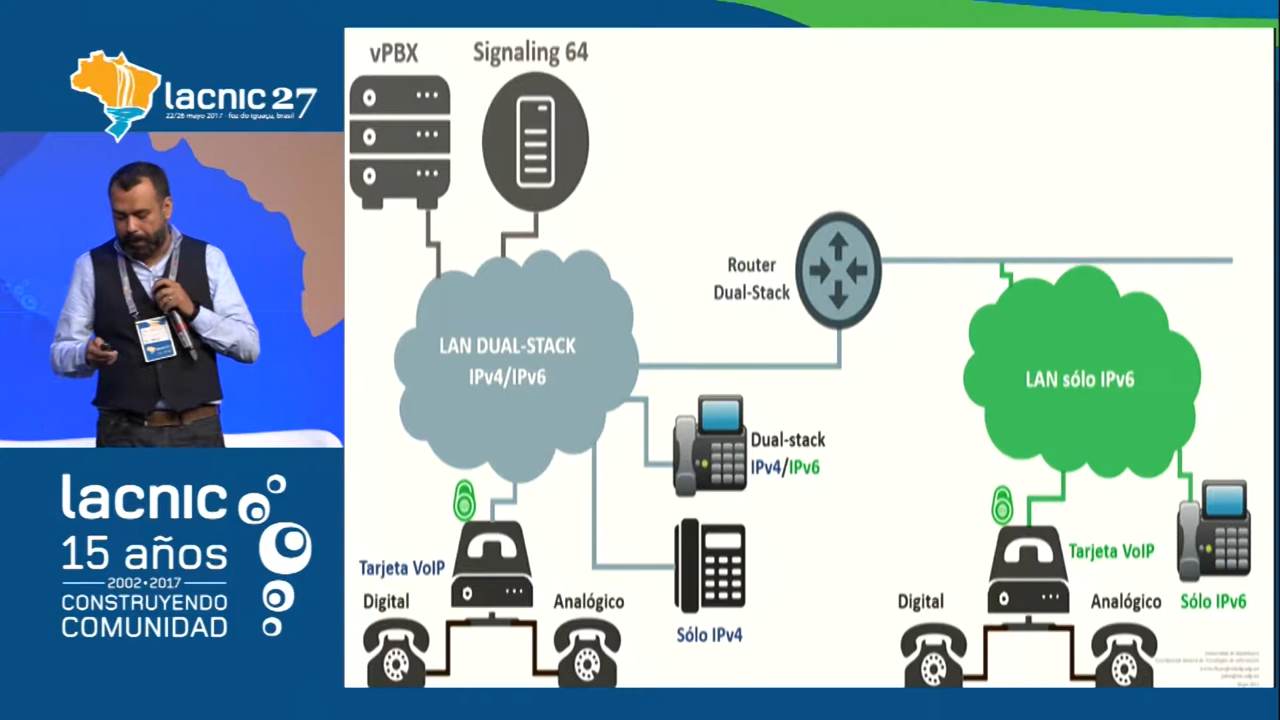 lacnic 27
22/26 mayo 2017 - foz do iguaçu, brasil
lacnic
15 años
2002•2017
CONSTRUYENDO
COMUNIDAD
vPBX
Signaling 64
Router
Dual-Stack
LAN DUAL-STACK
IPv4/IPv6
LAN sólo IPv6
Dual-stack
IPv4/IPv6
Tarjeta VoIP
Digital
Analógico
Sólo IPv4
Tarjeta VoIP
Digital
Analógico
Sólo IPv6